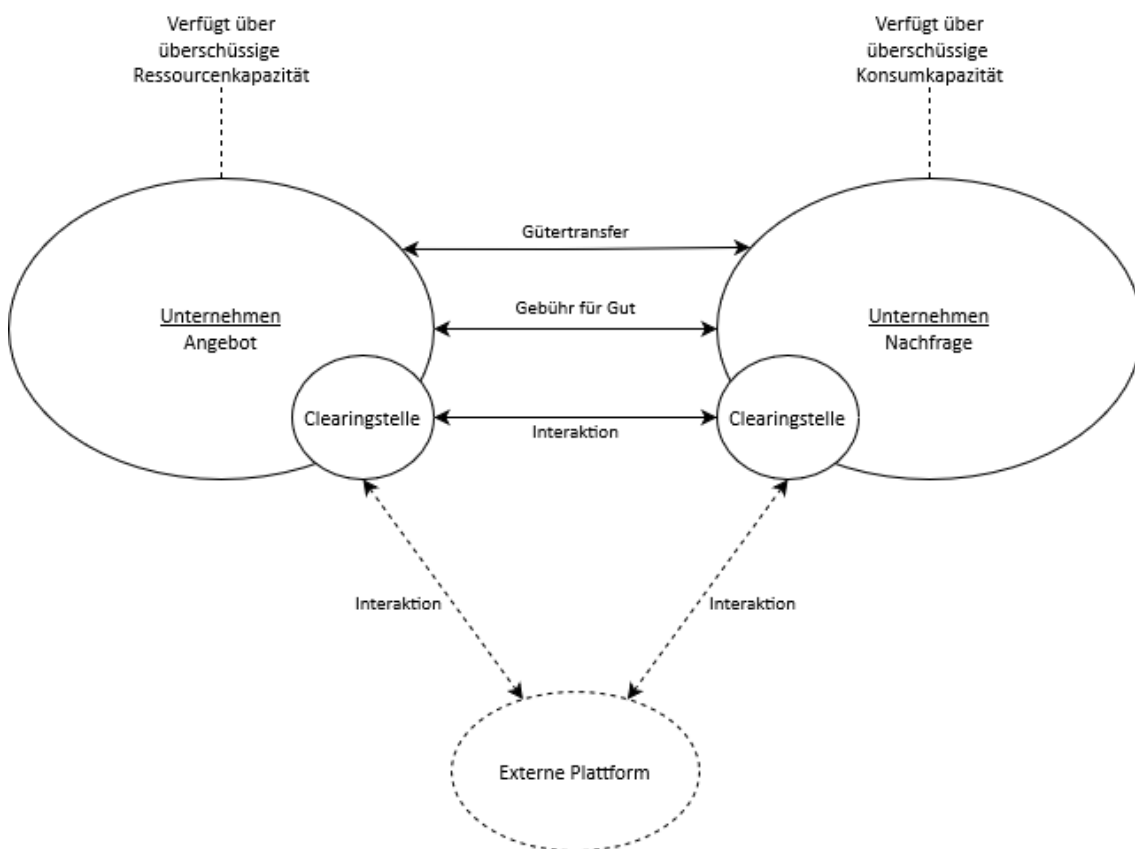 Verfügt über
überschüssige
Ressourcenkapazität
Verfügt über
überschüssige
Konsumkapazität
Gütertransfer
Gebühr für Gut
Unternehmen
Angebot
Unternehmen
Nachfrage
Clearingstelle
Clearingstelle
Interaktion
Interaktion
Interaktion
Externe Plattform